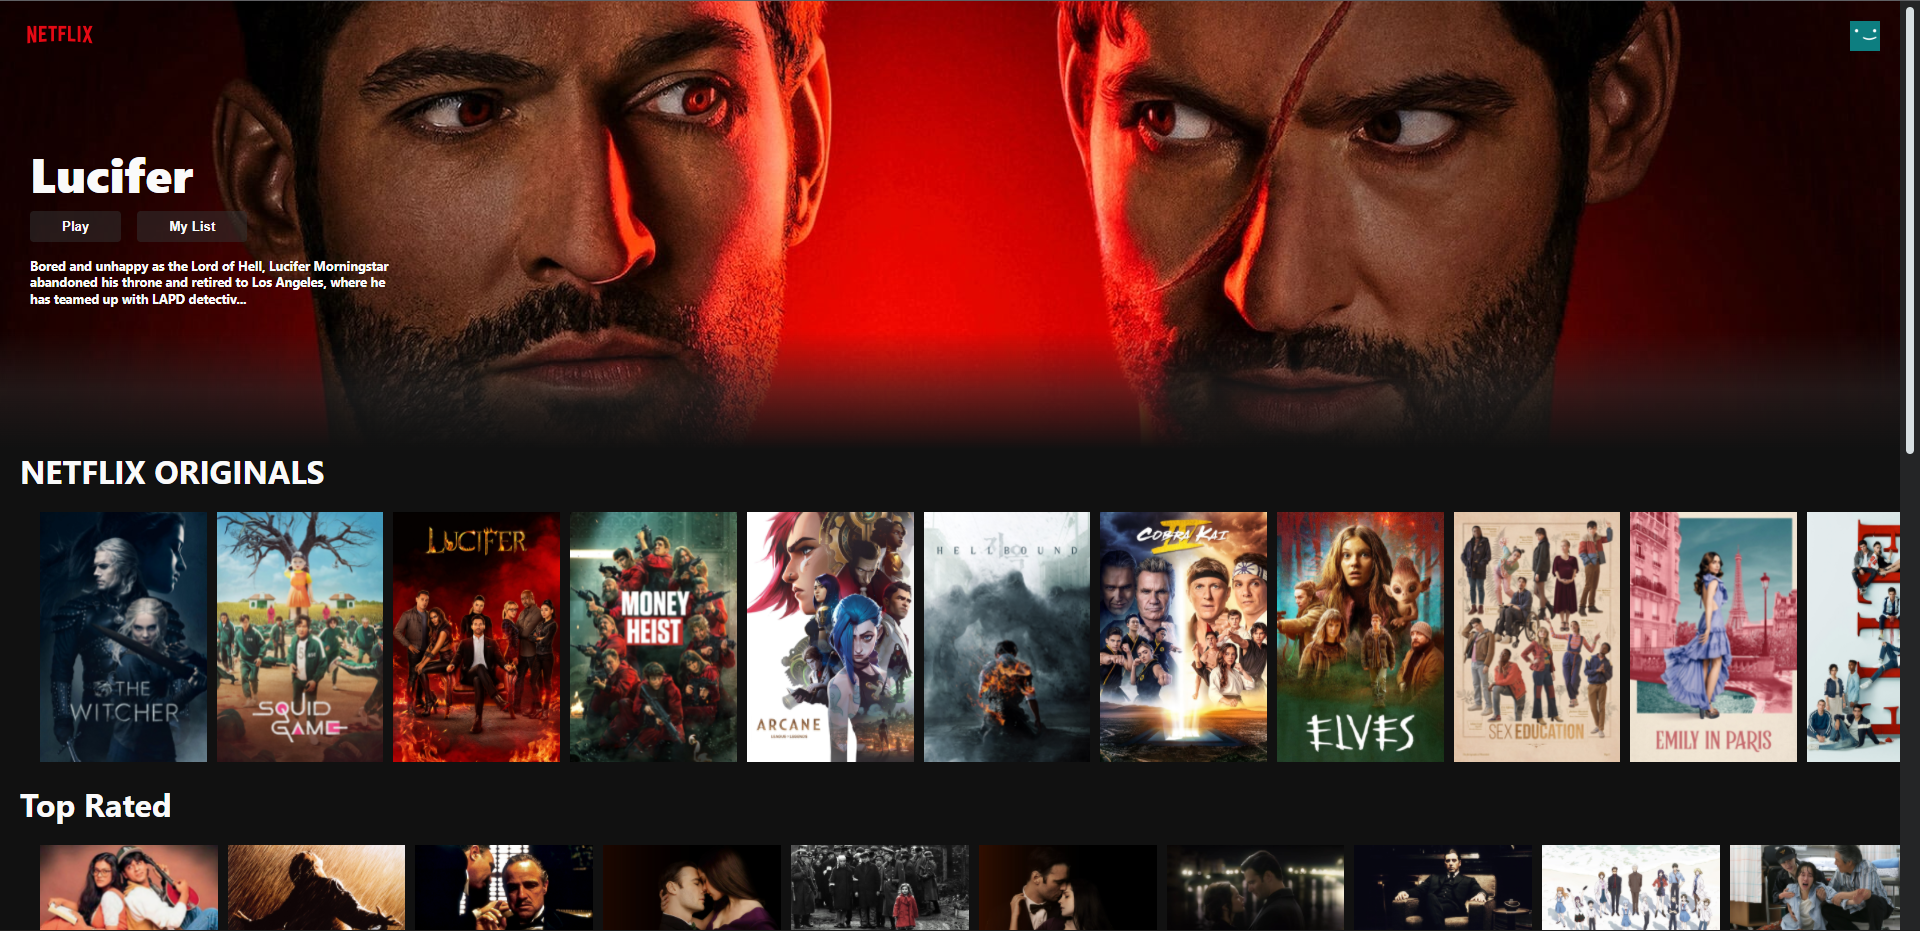 NETFLIX
Lucifer
Play
My List
Bored and unhappy as the Lord of Hell, Lucifer Morningstar
abandoned his throne and retired to Los Angeles, where he
has teamed up with LAPD detectiv...
NETFLIX ORIGINALS
THE
WITCHER
SQUID
GAME
LUCIFER
MONEY
HEIST
ARCANE
HELLBOUND
COBRA KAI
IV
ELVES
SEX EDUCATION
EMILY IN PARIS
Top Rated